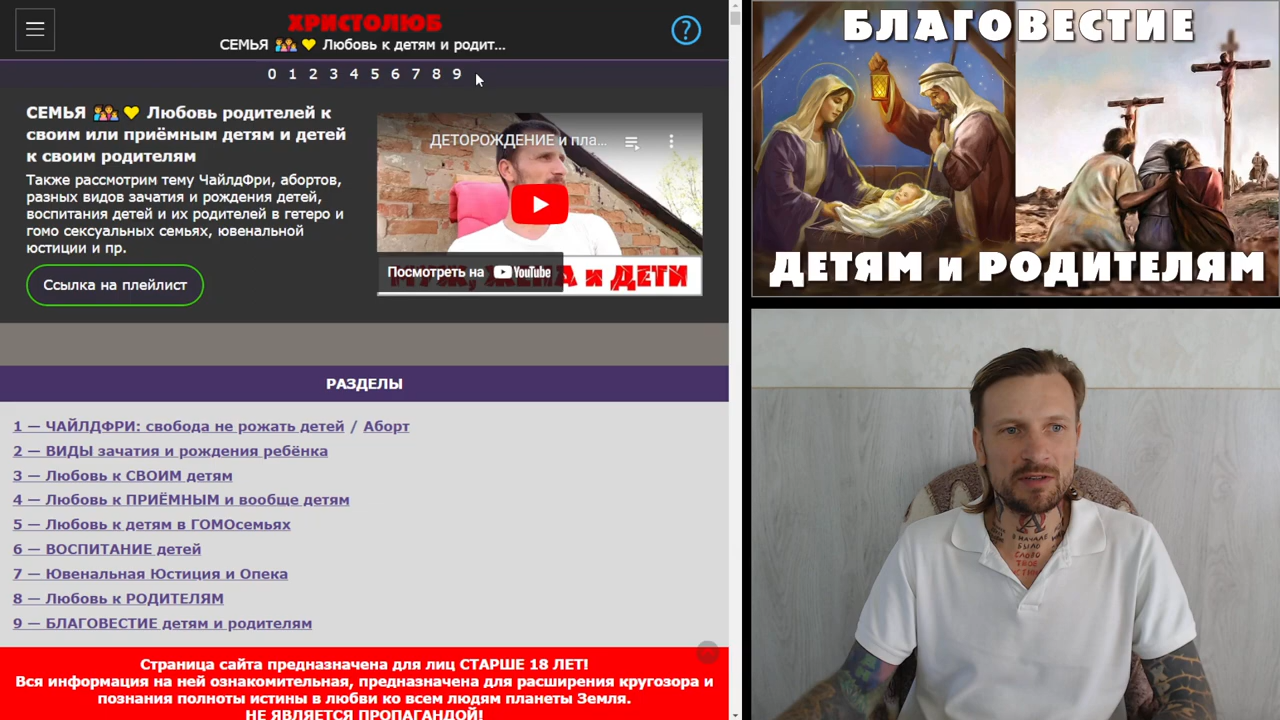 ХРИСТОЛЮБ
СЕМЬЯ 👨‍👩‍👧 💛 Любовь к детям и родит...
0 1 2 3 4 5 6 7 8 9
СЕМЬЯ 👨‍👩‍👧 💛 Любовь родителей к
своим или приёмным детям и детей
к своим родителям
Также рассмотрим тему ЧайлдФри, абортов,
разных видов зачатия и рождения детей,
воспитания детей и их родителей в гетеро и
гомо сексуальных семьях, ювенальной
юстиции и пр.
Ссылка на плейлист
ДЕТОРОЖДЕНИЕ и пла...
Посмотреть на YouTube
МУЖ, ЖЕНА и ДЕТИ
РАЗДЕЛЫ
1 — ЧАЙЛДФРИ: свобода не рожать детей / Аборт
2 — ВИДЫ зачатия и рождения ребёнка
3 — Любовь к СВОИМ детям
4 — Любовь к ПРИЁМНЫМ и вообще детям
5 — Любовь к детям в ГОМОсемьях
6 — ВОСПИТАНИЕ детей
7 — Ювенальная Юстиция и Опека
8 — Любовь к РОДИТЕЛЯМ
9 — БЛАГОВЕСТИЕ детям и родителям
Страница сайта предназначена для лиц СТАРШЕ 18 ЛЕТ!
Вся информация на ней ознакомительная, предназначена для расширения кругозора и
познания полноты истины в любви ко всем людям планеты Земля.
НЕ ЯВЛЯЕТСЯ ПРОПАГАНДОЙ!
БЛАГОВЕСТИЕ
ДЕТЯМ и РОДИТЕЛЯМ
В НАЧАЛЕ
БЫЛО
СЛОВО
ТВОЕ